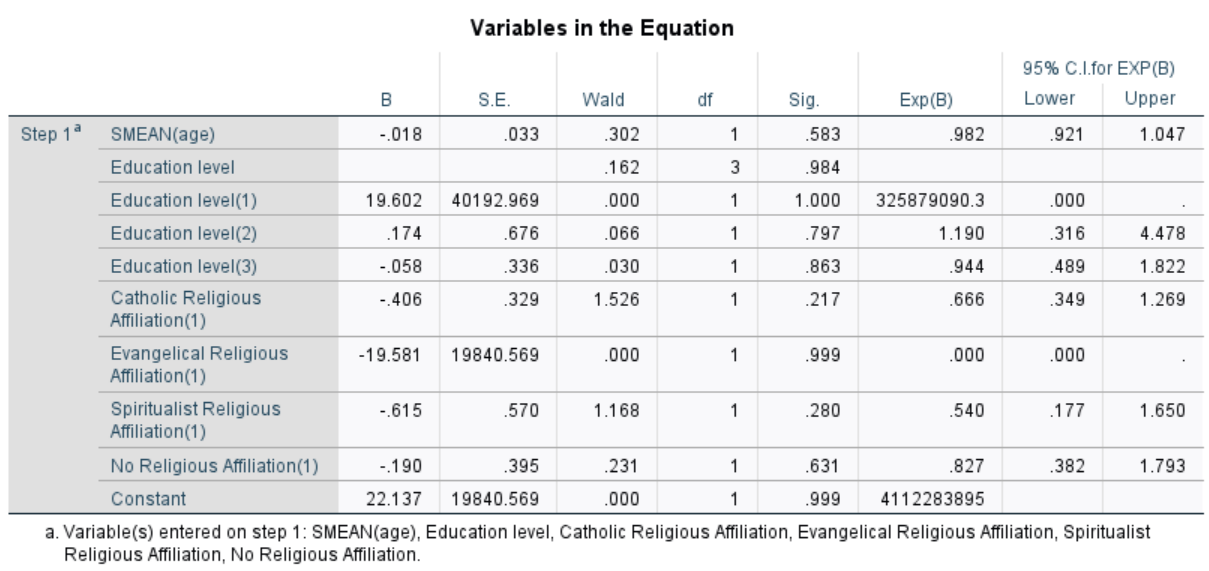 Variables in the Equation
95% C.I.for EXP(B)
B S.E. Wald df Sig. Exp(B) Lower Upper
Step 1a SMEAN(age) -.018 .033 .302 1 .583 .982 .921 1.047
Education level .162 3 .984
Education level(1) 19.602 40192.969 .000 1 1.000 325879090.3 .000 .
Education level(2) .174 .676 .066 1 .797 1.190 .316 4.478
Education level(3) -.058 .336 .030 1 .863 .944 .489 1.822
Catholic Religious -.406 .329 1.526 1 .217 .666 .349 1.269
Affiliation(1)
Evangelical Religious -19.581 19840.569 .000 1 .999 .000 .000 .
Affiliation(1)
Spiritualist Religious -.615 .570 1.168 1 .280 .540 .177 1.650
Affiliation(1)
No Religious Affiliation(1) -.190 .395 .231 1 .631 .827 .382 1.793
Constant 22.137 19840.569 .000 1 .999 4112283895
a. Variable(s) entered on step 1: SMEAN(age), Education level, Catholic Religious Affiliation, Evangelical Religious Affiliation, Spiritualist
Religious Affiliation, No Religious Affiliation.